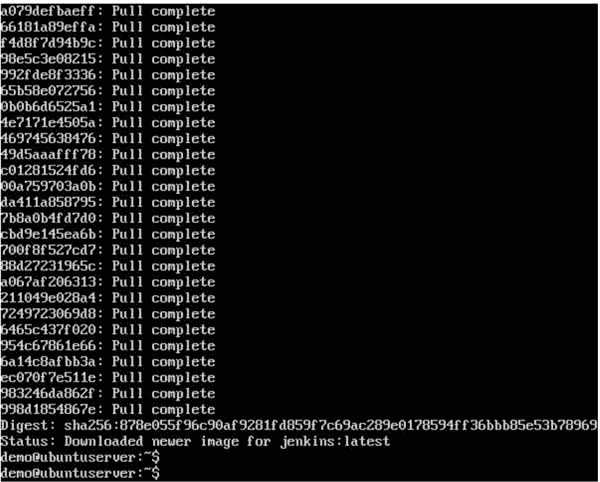 a079defbaeff: Pull complete
66181a89effa: Pull complete
f4d8f7d94b9c: Pull complete
98e5c3e08215: Pull complete
992fde8f3336: Pull complete
65b58e072756: Pull complete
0b0b6d6525a1: Pull complete
4e7171e4505a: Pull complete
469745638476: Pull complete
49d5aaafff78: Pull complete
c01281524fd6: Pull complete
00a759703a0b: Pull complete
da411a858795: Pull complete
7b8a0b4fd7d0: Pull complete
cbd9e145ea6b: Pull complete
700f8f527cd7: Pull complete
88d27231965c: Pull complete
a067af206313: Pull complete
211049e028a4: Pull complete
7249723069d8: Pull complete
6465c437f020: Pull complete
954c67861e66: Pull complete
6a14c8afbb3a: Pull complete
ec070f7e511e: Pull complete
983246da862f: Pull complete
998d1854867e: Pull complete
Digest: sha256:878e055f96c90af9281fd859f7c69ac289e0178594ff36bbb85e53b78969
Status: Downloaded newer image for jenkins:latest
demo@ubuntuserver:~$
demo@ubuntuserver:~$